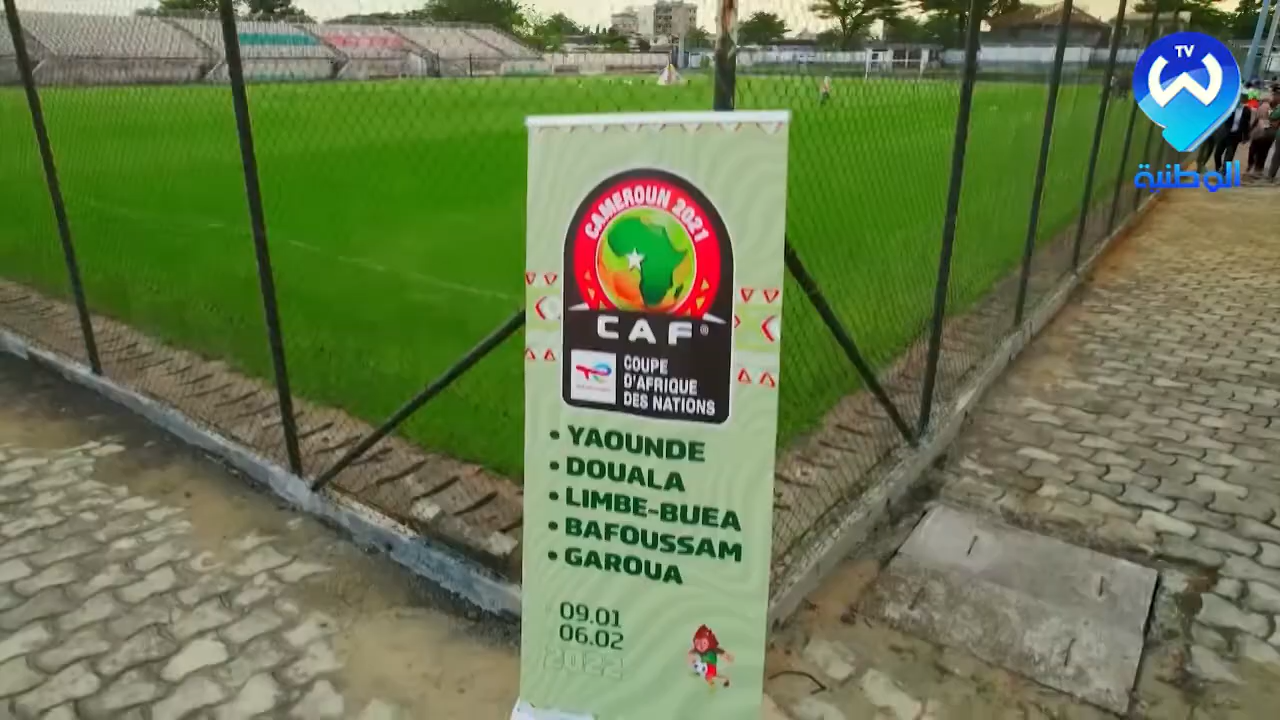 TV
الوطنية
CAMEROUN 2021
CAF
COUPE
D'AFRIQUE
DES NATIONS
• YAOUNDE
• DOUALA
• LIMBE-BUEA
• BAFOUSSAM
• GAROUA
09.01
06.02
2022